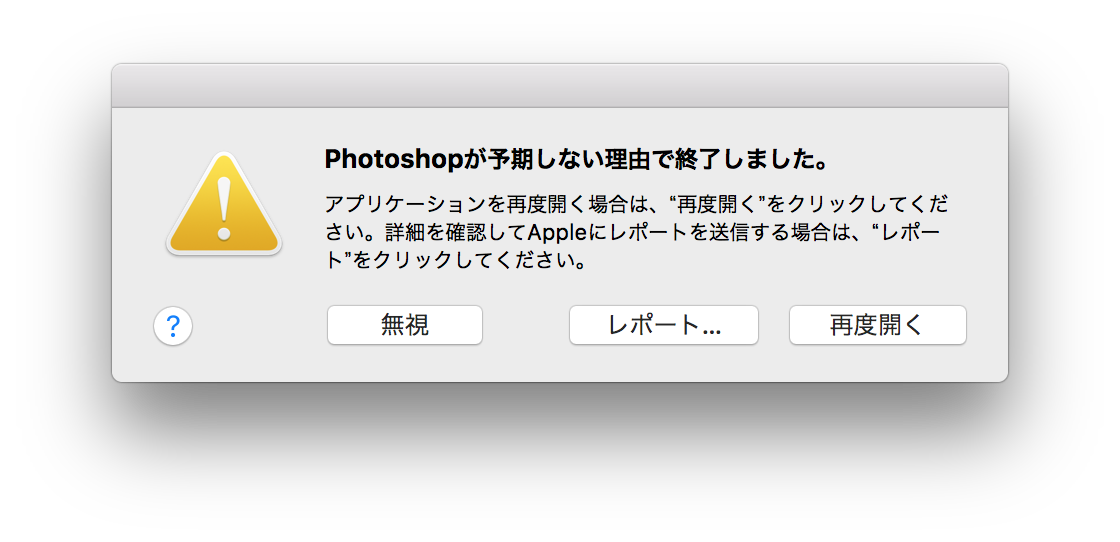 Photoshopが予期しない理由で終了しました。
アプリケーションを再度開く場合は、“再度開く”をクリックしてくだ
さい。詳細を確認してAppleにレポートを送信する場合は、“レポー
ト”をクリックしてください。
?
無視
レポート...
再度開く